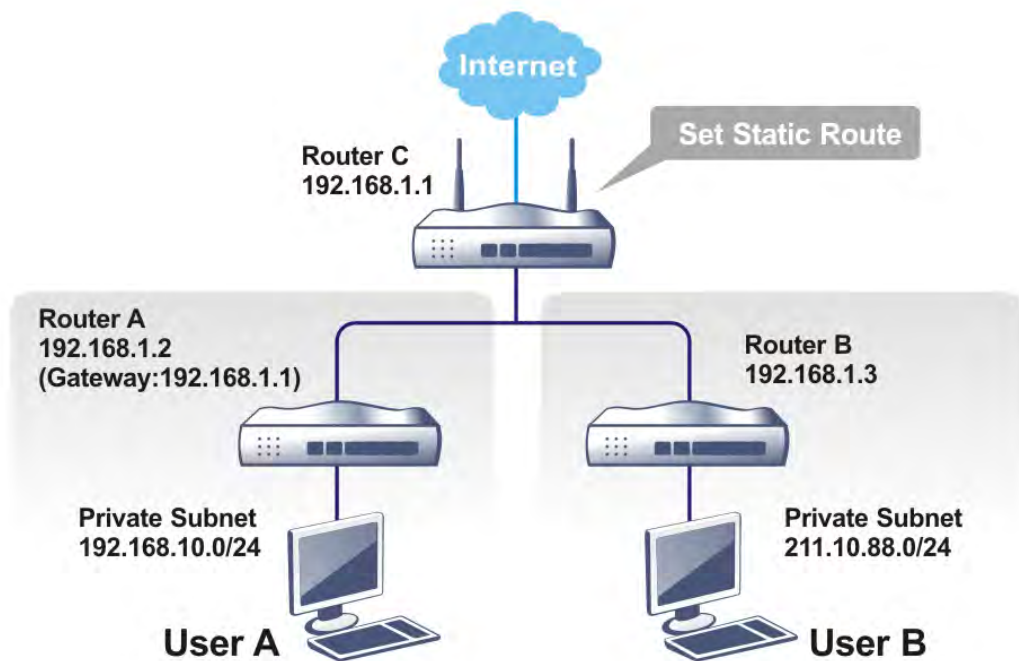 Internet
Set Static Route
Router C
192.168.1.1
Router A
192.168.1.2
(Gateway:192.168.1.1)
Router B
192.168.1.3
Private Subnet
192.168.10.0/24
Private Subnet
211.10.88.0/24
User A
User B